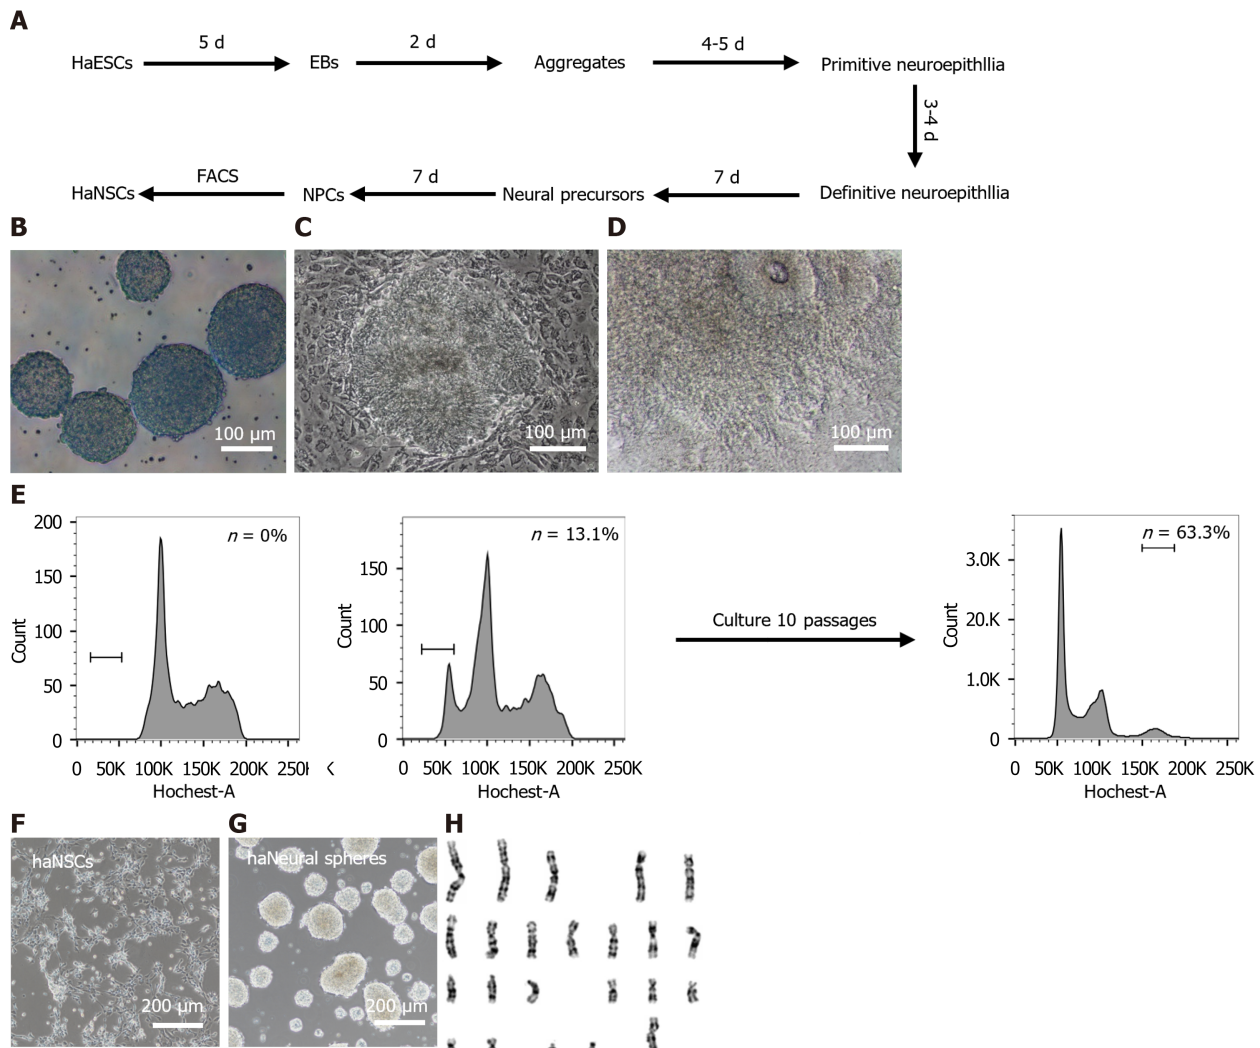 A
5 d
2 d
4-5 d
HaESCs
EBs
Aggregates
Primitive neuroepithllia
3-4 d
FACS
7 d
7 d
HaNSCs
NPCs
Neural precursors
Definitive neuroepithllia
B
C
D
100 µm
100 µm
100 µm
E
200
150
100
50
0
Count
n = 0%
0 50K 100K 150K 200K 250K
Hochest-A
150
100
50
0
Count
n = 13.1%
0 50K 100K 150K 200K 250K
Hochest-A
Culture 10 passages
3.0K
20.K
1.0K
0
Count
n = 63.3%
0 50K 100K 150K 200K 250K
Hochest-A
F
G
H
haNSCs
haNeural spheres
200 µm
200 µm